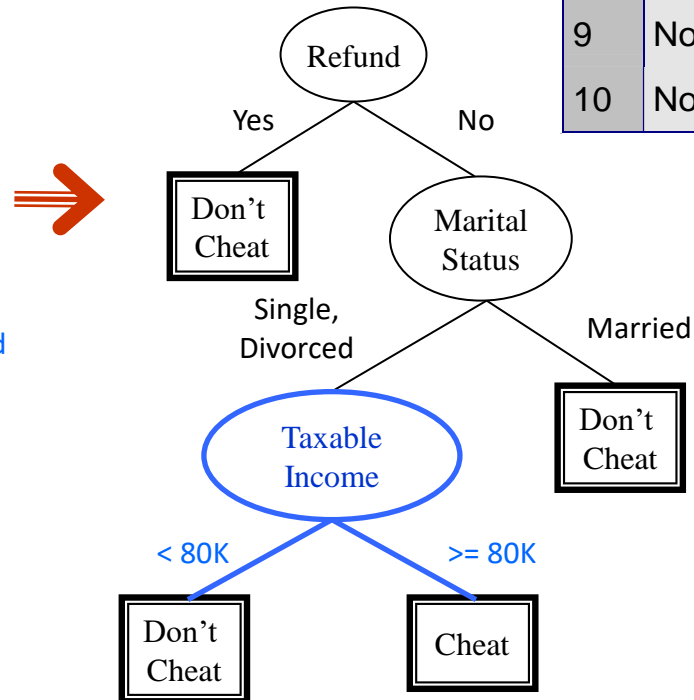 9 No
10 No
Refund
Yes
No
Don't
Cheat
Marital
Status
Single,
Divorced
Married
Taxable
Income
Don't
Cheat
< 80K
>= 80K
Don't
Cheat
Cheat